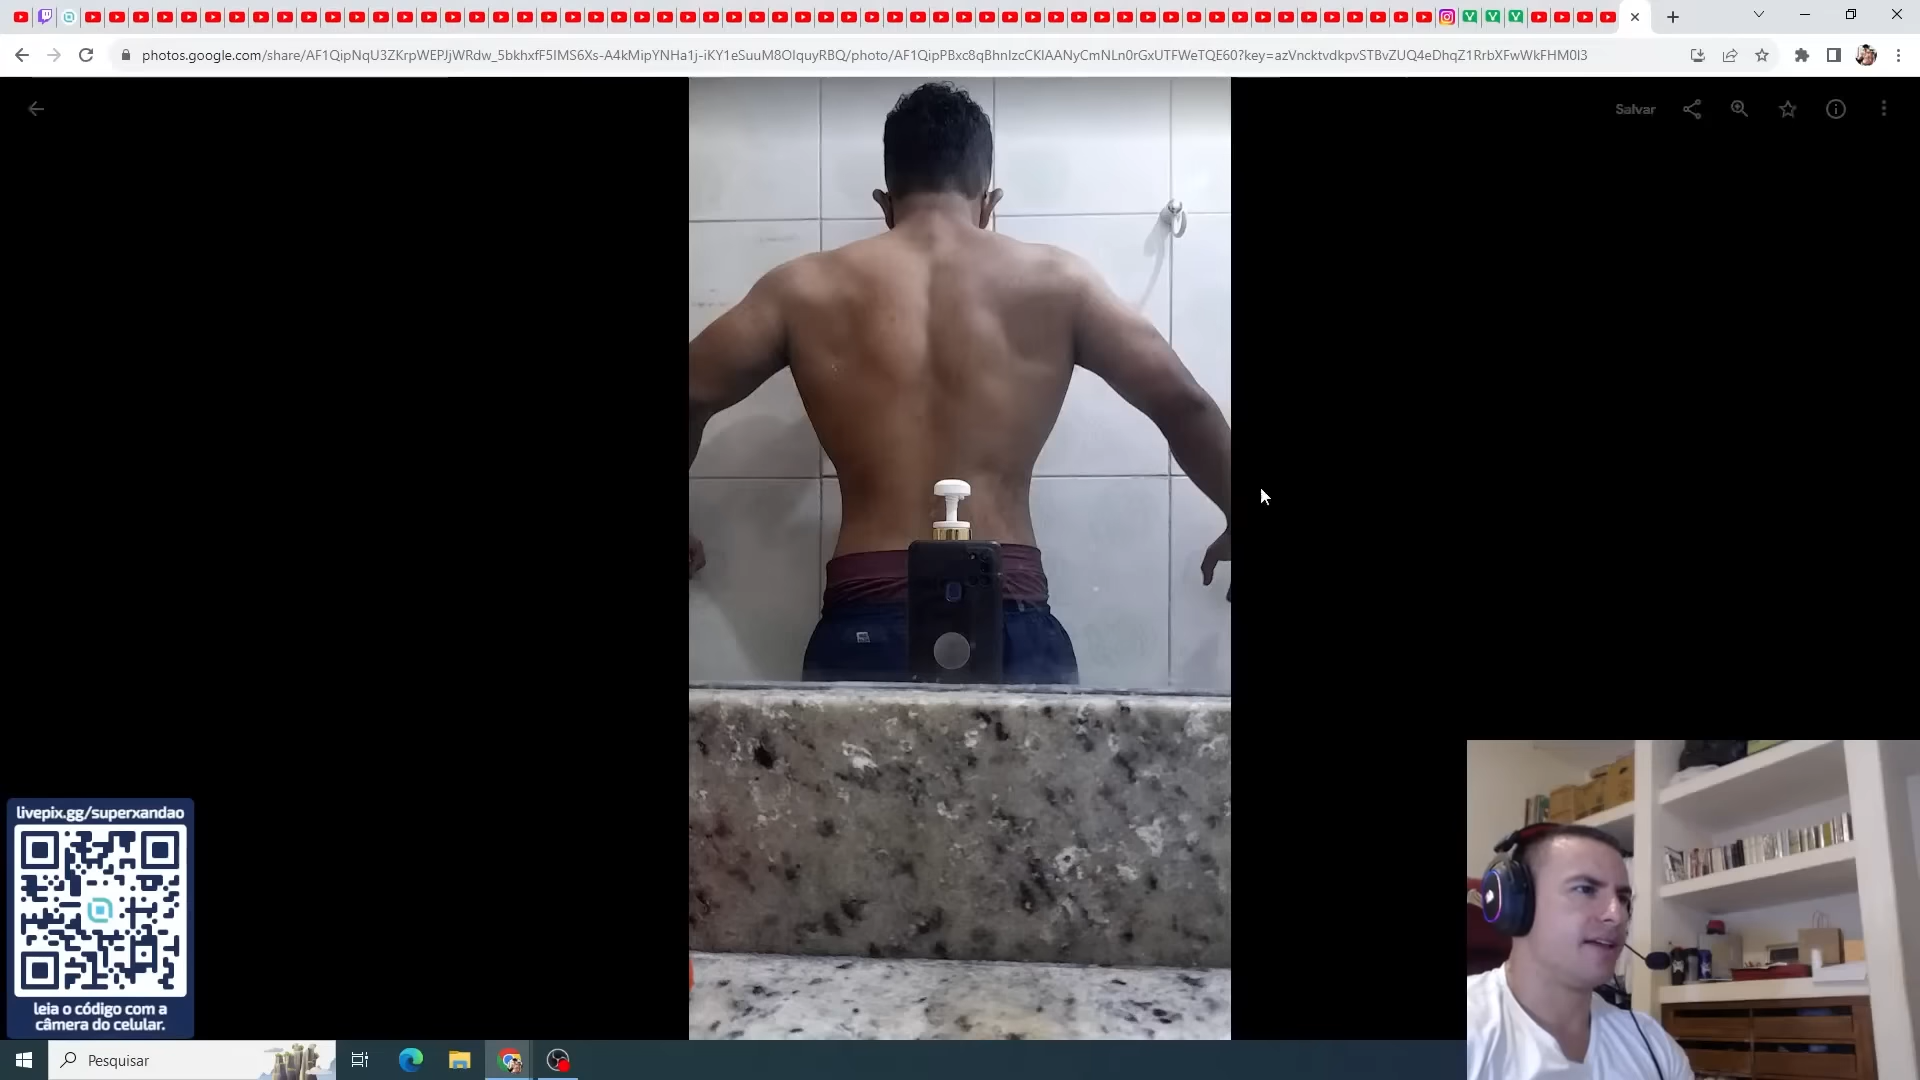 photos.google.com/share/AF1QipNqU3ZKrpWEPJjWRdw_5bkhxfF5IMS6Xs-A4kMipYNHa1j-iKY1eSuuM8OIquyRBQ/photo/AF1QipPBxc8qBhnIzcCKlAANyCmNLn0rGxUTFWeTQE60?key=azVncktvdkpvSTBvZUQ4eDhqZ1RrbXFwWkFHM0l3
Salvar
livepix.gg/superxandao
leia o código com a
câmera do celular.
Pesquisar